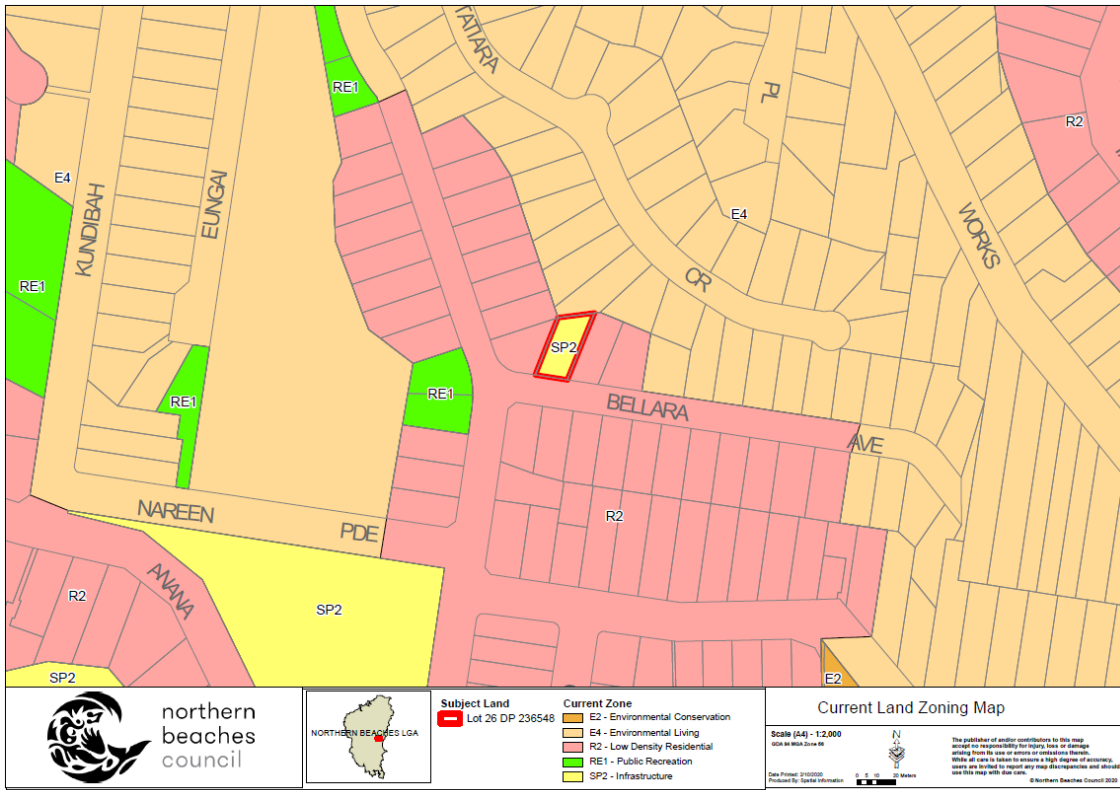 TATIARA
PL
RE1
R2
E4
KUNDIBAH
EUNGAI
E4
WORKS
CR
RE1
SP2
RE1
RE1
BELLARA
AVE
NAREEN
PDE
R2
ANANA
R2
SP2
SP2
E2
northern
beaches
council
NORTHERN BEACHES LGA
Subject Land
Lot 26 DP 236548
Current Zone
E2 - Environmental Conservation
E4 - Environmental Living
R2 - Low Density Residential
RE1 - Public Recreation
SP2 - Infrastructure
Current Land Zoning Map
Scale (A4) - 1:2,000
GDA 94 MGA Zone 56
N
Date Printed: 2/10/2020
Produced By: Spatial Information
0 5 10 20 Meters
The publisher of and/or contributors to this map
accept no responsibility for injury, loss or damage
arising from its use or errors or omissions therein.
While all care is taken to ensure a high degree of accuracy,
users are invited to report any map discrepancies and should
use this map with due care.
© Northern Beaches Council 2020